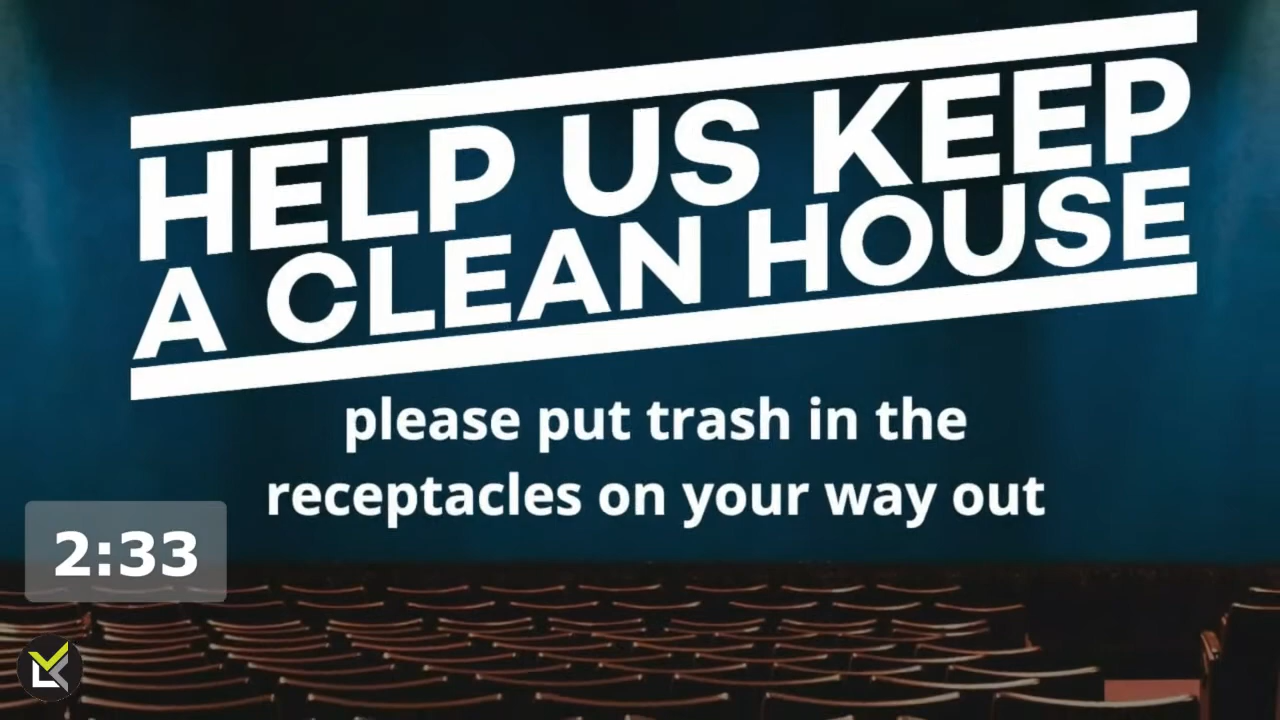 HELP US KEEP
A CLEAN HOUSE
please put trash in the
receptacles on your way out
2:33